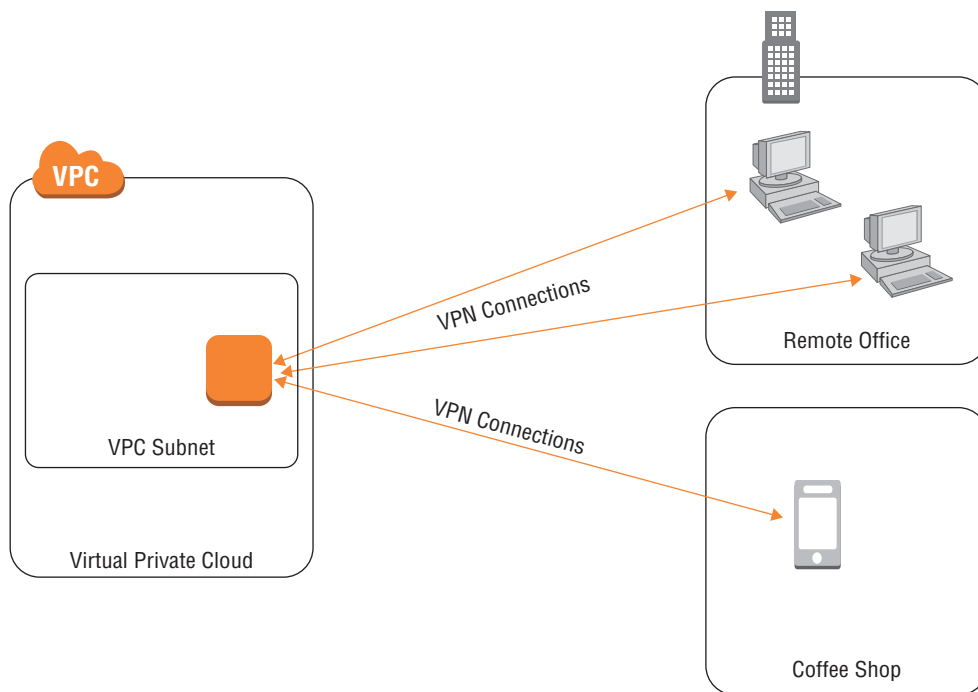 VPC
VPC Subnet
Virtual Private Cloud
VPN Connections
VPN Connections
Remote Office
Coffee Shop